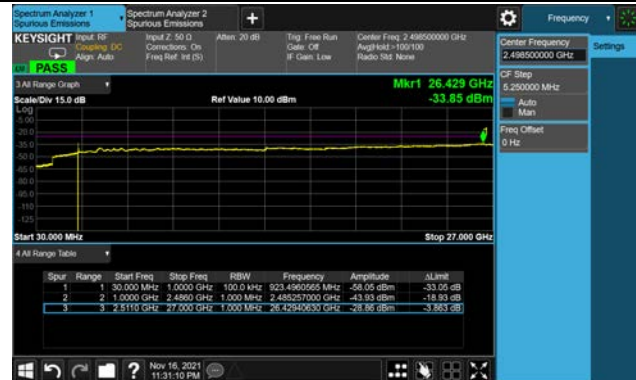 Spectrum Analyzer 1
Spurious Emissions
Spectrum Analyzer 2
Spurious Emissions
Frequency
KEYSIGHT
Input: RF
Coupling: DC
Align: Auto
Input Z: 50 Ω
Corrections: On
Freq Ref: Int (S)
Atten: 20 dB
Trig: Free Run
Gate: Off
IF Gain: Low
Center Freq: 2.498500000 GHz
Avg|Hold:>100/100
Radio Std: None
PASS
Center Frequency
2.498500000 GHz
Settings
CF Step
5.250000 MHz
Auto
Man
Freq Offset
0 Hz
3 All Range Graph
Mkr1 26.429 GHz
Scale/Div 15.0 dB
Ref Value 10.00 dBm
-33.85 dBm
Log
-5.00
-20.0
-35.0
-50.0
-65.0
-80.0
-95.0
-110
-125
1
Start 30.000 MHz
Stop 27.000 GHz
4 All Range Table
Spur Range Start Freq Stop Freq RBW Frequency Amplitude ΔLimit
1 1 30.000 MHz 1.0000 GHz 100.0 kHz 923.4960565 MHz -58.05 dBm -33.05 dB
2 2 1.0000 GHz 2.4860 GHz 1.000 MHz 2.485257000 GHz -43.93 dBm -18.93 dB
3 3 2.5110 GHz 27.000 GHz 1.000 MHz 26.42940630 GHz -28.86 dBm -3.863 dB
Nov 16, 2021
11:31:10 PM